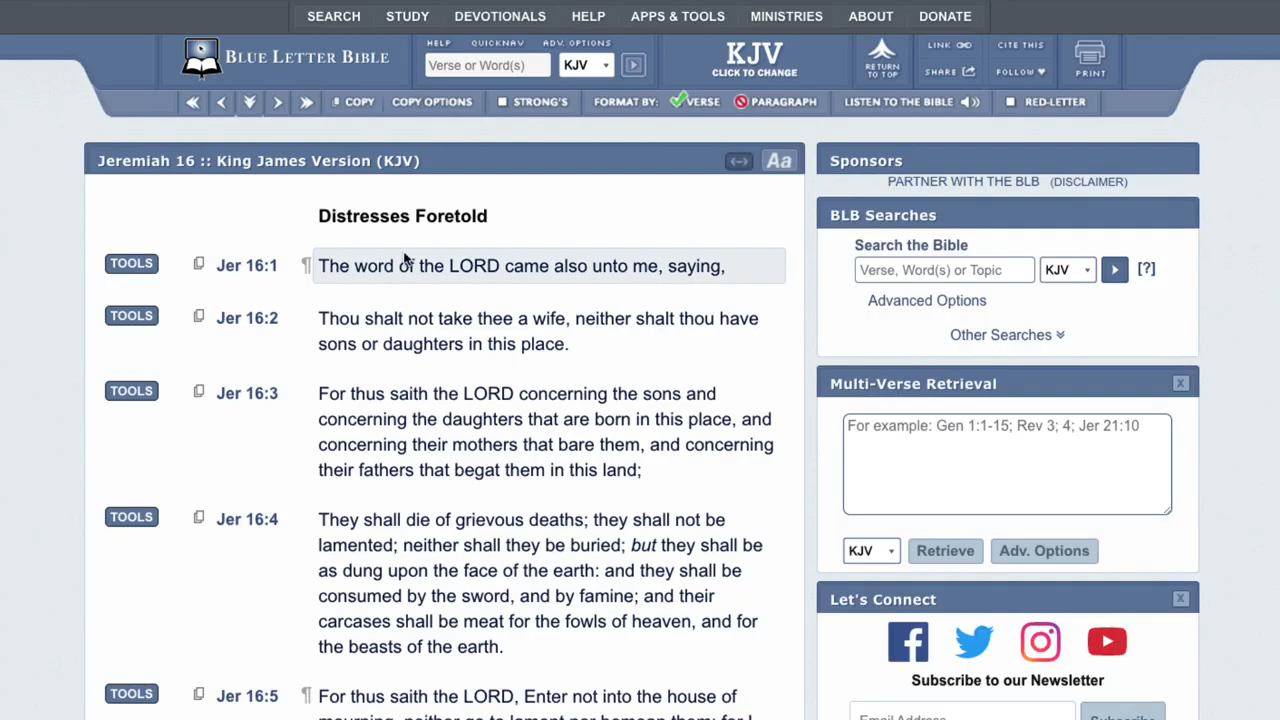 SEARCH STUDY DEVOTIONALS HELP APPS & TOOLS MINISTRIES ABOUT DONATE
BLUE LETTER BIBLE
HELP QUICKNAV ADV. OPTIONS
Verse or Word(s) KJV
KJV
CLICK TO CHANGE
RETURN
TO TOP
LINK CITE THIS
SHARE FOLLOW
PRINT
COPY COPY OPTIONS STRONG'S FORMAT BY: VERSE PARAGRAPH LISTEN TO THE BIBLE RED-LETTER
Jeremiah 16 :: King James Version (KJV) Aa
Distresses Foretold
TOOLS Jer 16:1 ¶ The word of the LORD came also unto me, saying,
TOOLS Jer 16:2 Thou shalt not take thee a wife, neither shalt thou have
sons or daughters in this place.
TOOLS Jer 16:3 For thus saith the LORD concerning the sons and
concerning the daughters that are born in this place, and
concerning their mothers that bare them, and concerning
their fathers that begat them in this land;
TOOLS Jer 16:4 They shall die of grievous deaths; they shall not be
lamented; neither shall they be buried; but they shall be
as dung upon the face of the earth: and they shall be
consumed by the sword, and by famine; and their
carcases shall be meat for the fowls of heaven, and for
the beasts of the earth.
TOOLS Jer 16:5 ¶ For thus saith the LORD, Enter not into the house of
mourning, neither go to lament nor bemoan them: for I
Sponsors
PARTNER WITH THE BLB (DISCLAIMER)
BLB Searches
Search the Bible
Verse, Word(s) or Topic KJV [?]
Advanced Options
Other Searches
Multi-Verse Retrieval X
For example: Gen 1:1-15; Rev 3; 4; Jer 21:10
KJV Retrieve Adv. Options
Let's Connect X
Subscribe to our Newsletter
Email Address Subscribe